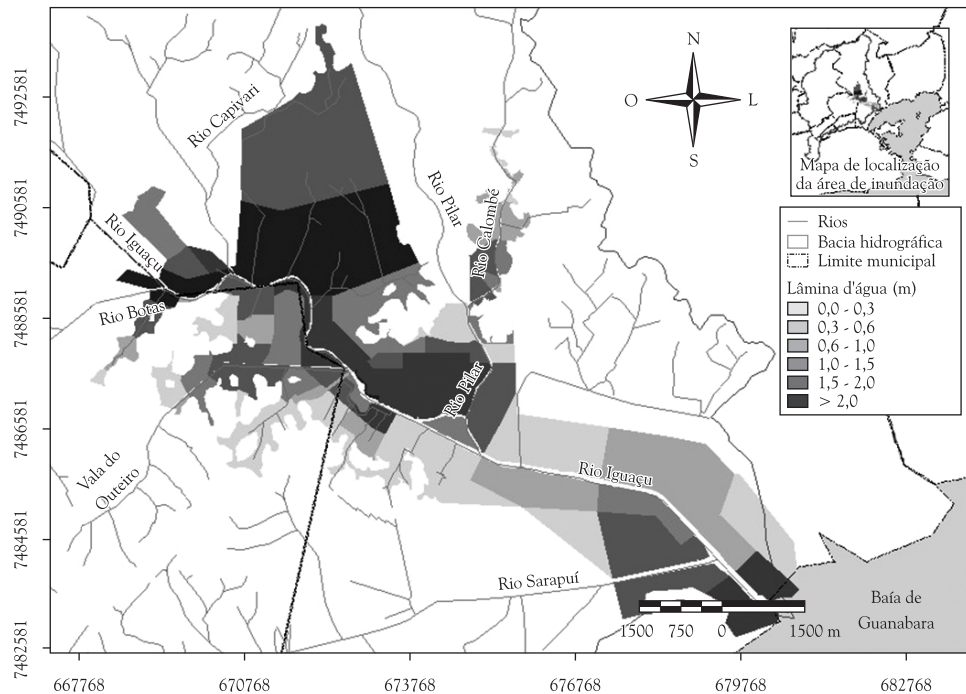 7492581
7490581
7488581
7486581
7484581
7482581
667768
670768
673768
676768
679768
682768
Rio Capivari
Rio Iguaçu
Rio Botas
Vala do
Outeiro
Rio Pilar
Rio Calombé
Rio Pilar
Rio Iguaçu
Rio Sarapuí
Baía de
Guanabara
N
O
L
S
Mapa de localização
da área de inundação
Rios
Bacia hidrográfica
Limite municipal
Lâmina d'água (m)
0,0 - 0,3
0,3 - 0,6
0,6 - 1,0
1,0 - 1,5
1,5 - 2,0
> 2,0
1500 750 0 1500 m